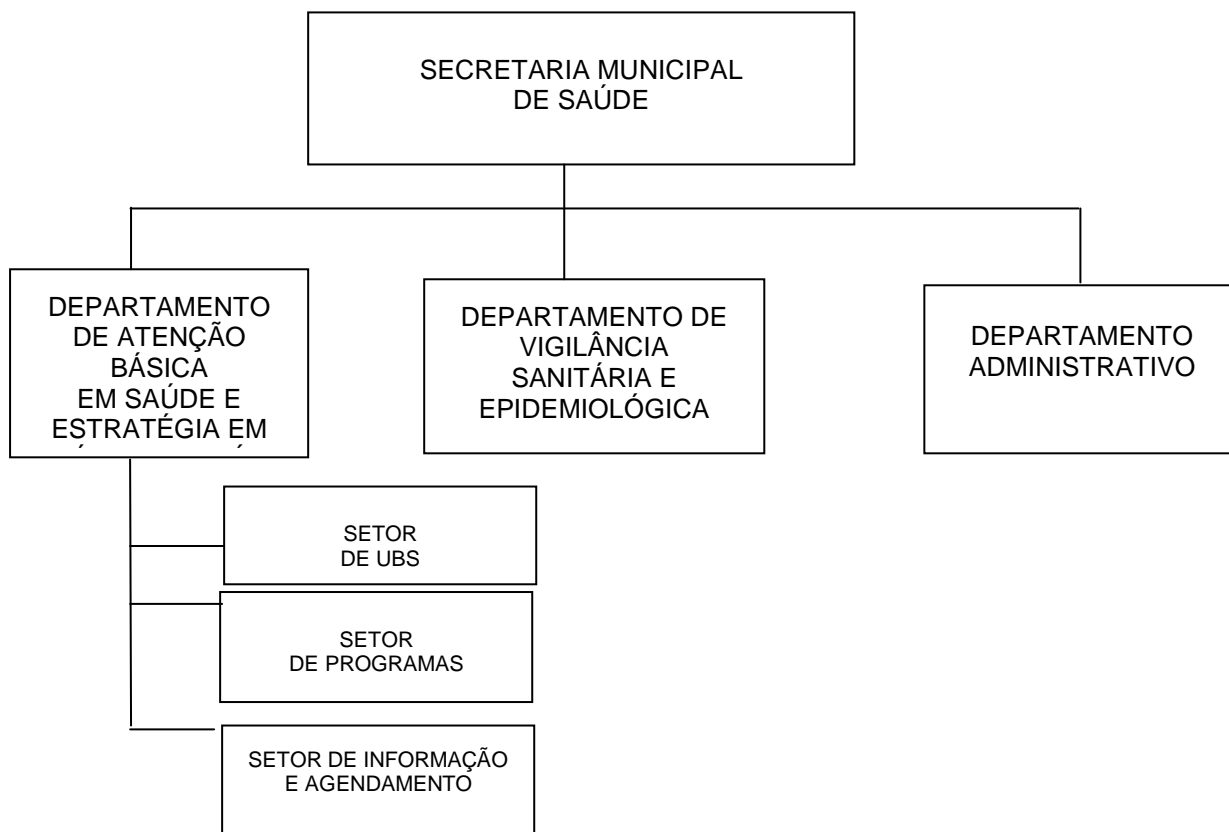 SECRETARIA MUNICIPAL
DE SAÚDE
DEPARTAMENTO
DE ATENÇÃO
BÁSICA
EM SAÚDE E
ESTRATÉGIA EM
DEPARTAMENTO DE
VIGILÂNCIA
SANITÁRIA E
EPIDEMIOLÓGICA
DEPARTAMENTO
ADMINISTRATIVO
SETOR
DE UBS
SETOR
DE PROGRAMAS
SETOR DE INFORMAÇÃO
E AGENDAMENTO